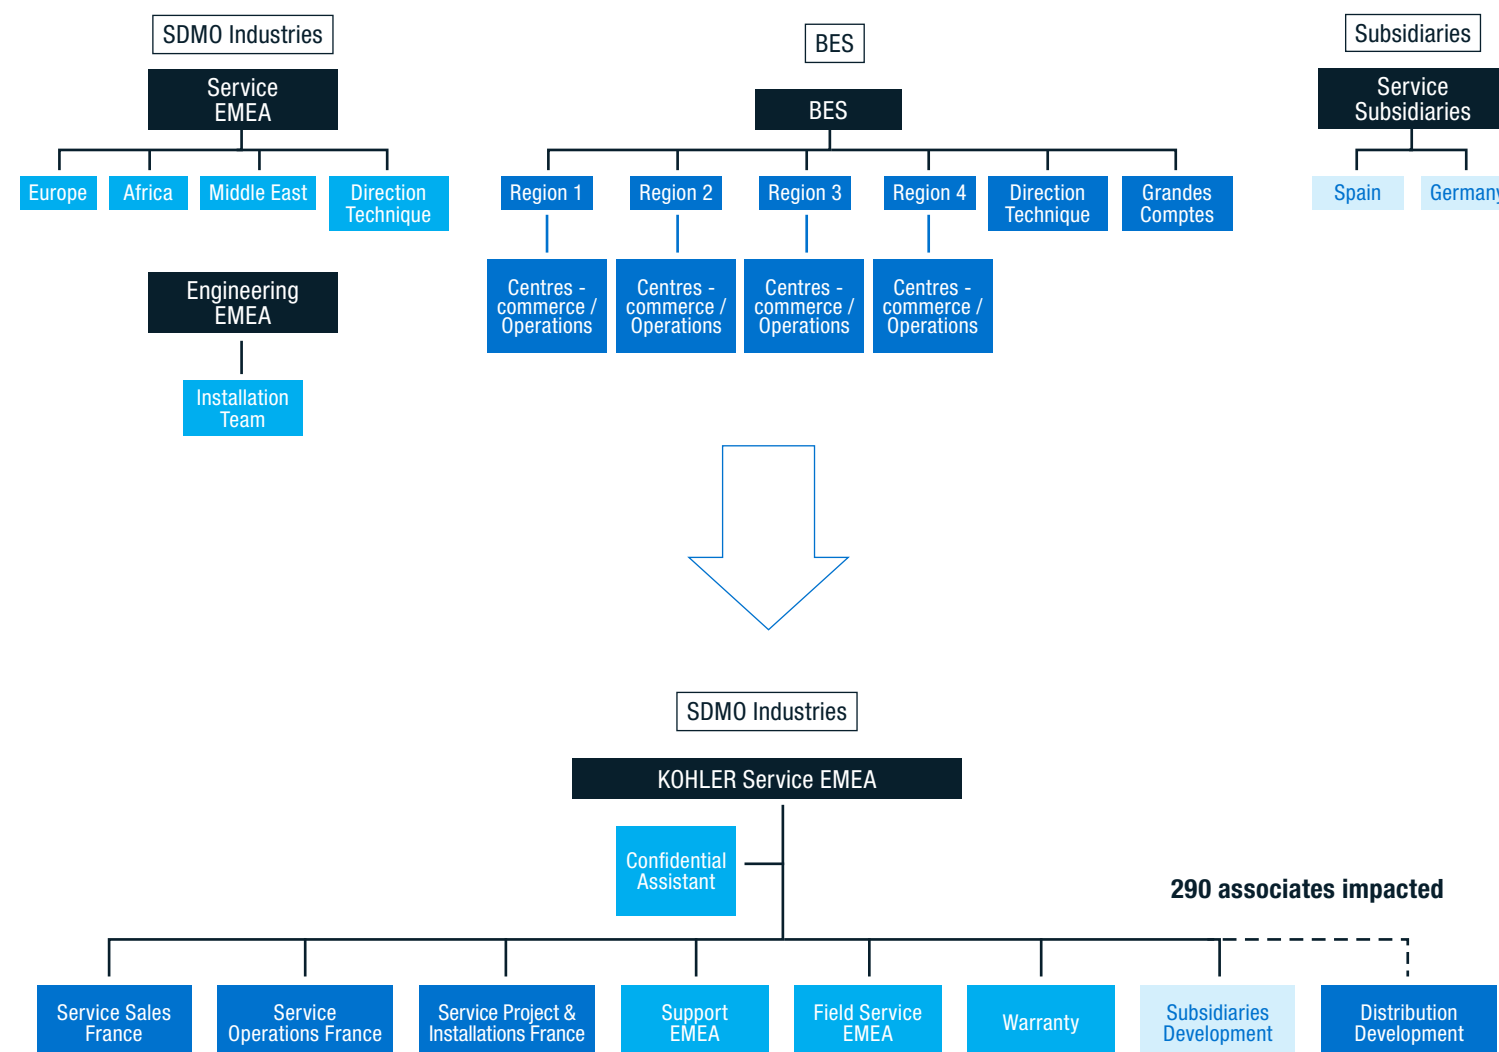 SDMO Industries
Service
EMEA
Europe
Africa
Middle East
Direction
Technique
Engineering
EMEA
Installation
Team
BES
BES
Region 1
Region 2
Region 3
Region 4
Direction
Technique
Grandes
Comptes
Centres -
commerce /
Operations
Centres -
commerce /
Operations
Centres -
commerce /
Operations
Centres -
commerce /
Operations
Subsidiaries
Service
Subsidiaries
Spain
Germany
SDMO Industries
KOHLER Service EMEA
Confidential
Assistant
290 associates impacted
Service Sales
France
Service
Operations France
Service Project &
Installations France
Support
EMEA
Field Service
EMEA
Warranty
Subsidiaries
Development
Distribution
Development